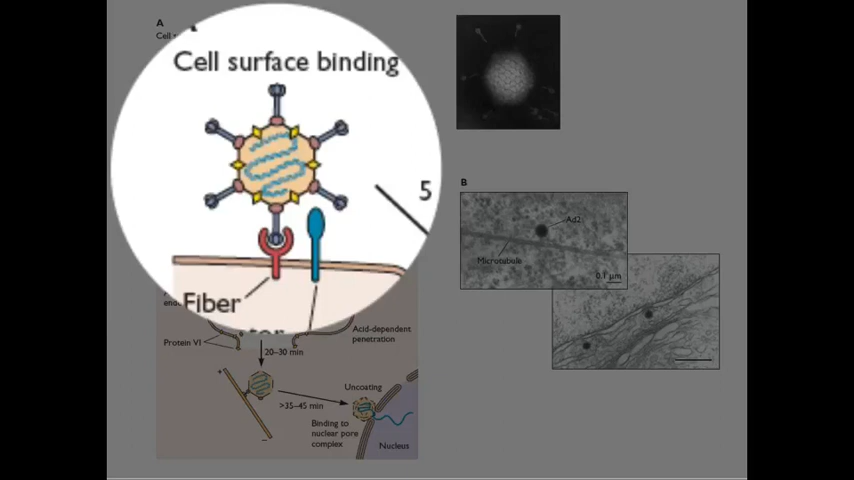 A
Cell
Cell surface binding
5
Fiber
Protein VI
Acid-dependent
penetration
20–30 min
+
>35–45 min
–
Uncoating
Binding to
nuclear pore
complex
Nucleus
B
Ad2
Microtubule
0.1 µm